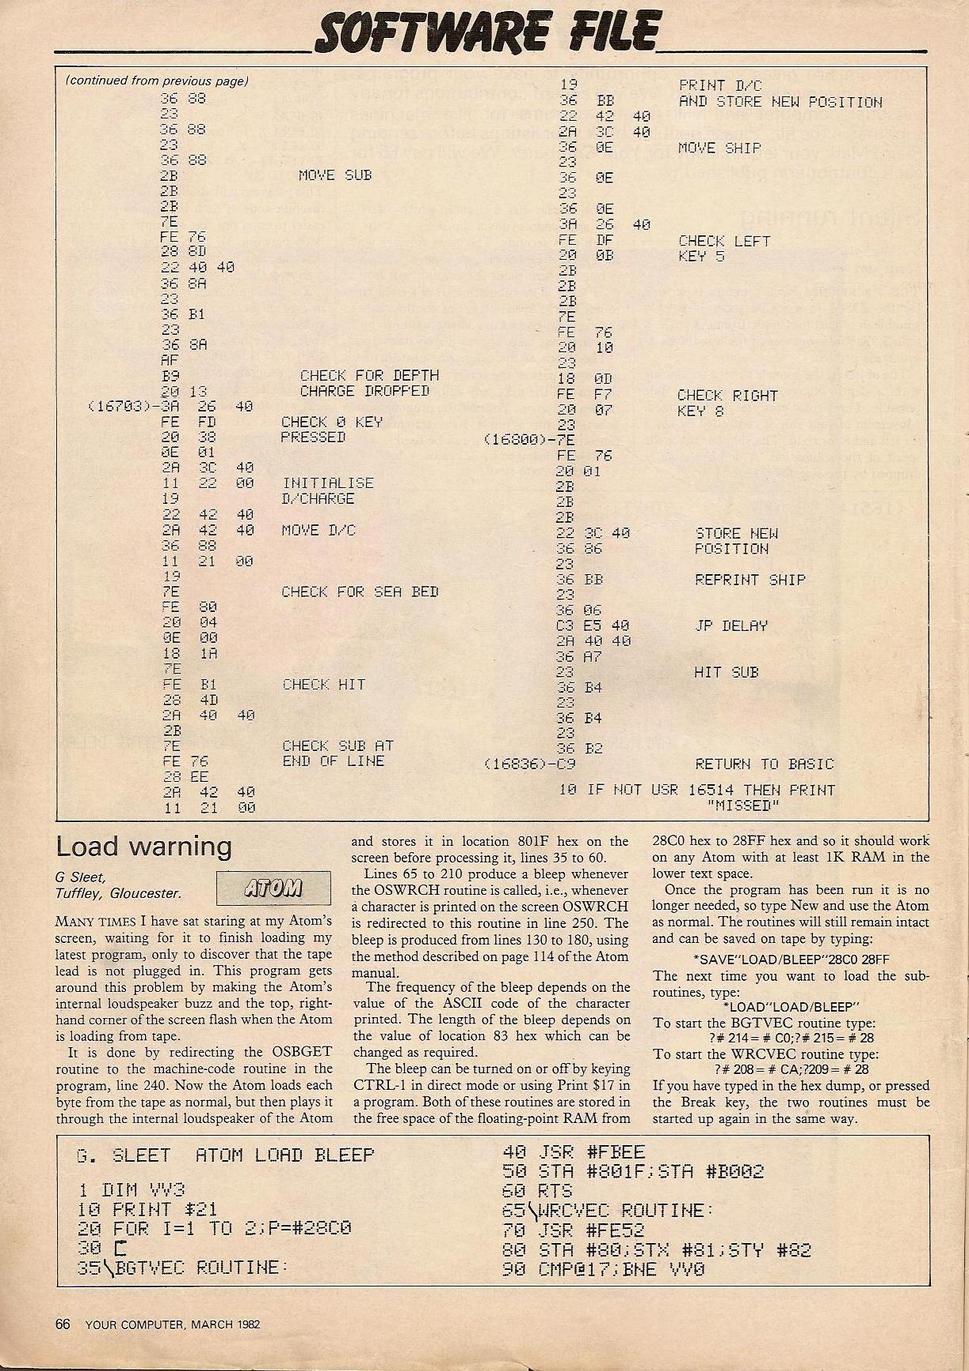 SOFTWARE FILE
(continued from previous page)
36 88
23
36 88
23
36 88
2B MOVE SUB
2B
2B
7E
FE 76
28 8D
22 40 40
36 8A
23
36 B1
23
36 8A
AF
B9 CHECK FOR DEPTH
20 13 CHARGE DROPPED
(16703)-3A 26 40
FE FD CHECK 0 KEY
20 38 PRESSED
0E 01
2A 3C 40
11 22 00 INITIALISE
19 D/CHARGE
22 42 40
2A 42 40 MOVE D/C
36 88
11 21 00
19
7E CHECK FOR SEA BED
FE 80
20 04
0E 00
18 1A
7E
FE B1 CHECK HIT
28 4D
2A 40 40
2B
7E CHECK SUB AT
FE 76 END OF LINE
28 EE
2A 42 40
11 21 00
19 PRINT D/C
36 BB AND STORE NEW POSITION
22 42 40
2A 3C 40
36 0E MOVE SHIP
23
36 0E
23
36 0E
3A 26 40
FE DF CHECK LEFT
20 0B KEY 5
2B
2B
2B
7E
FE 76
20 10
23
18 0D
FE F7 CHECK RIGHT
20 07 KEY 8
23
(16800)-7E
FE 76
20 01
2B
2B
2B
22 3C 40 STORE NEW
36 86 POSITION
23
36 BB REPRINT SHIP
23
36 06
C3 E5 40 JP DELAY
2A 40 40
36 A7
23 HIT SUB
36 B4
23
36 B4
23
36 B2
(16836)-C9 RETURN TO BASIC
10 IF NOT USR 16514 THEN PRINT
"MISSED"
Load warning
G Sleet,
Tuffley, Gloucester.
ATOM
MANY TIMES I have sat staring at my Atom's
screen, waiting for it to finish loading my
latest program, only to discover that the tape
lead is not plugged in. This program gets
around this problem by making the Atom's
internal loudspeaker buzz and the top, right-
hand corner of the screen flash when the Atom
is loading from tape.
It is done by redirecting the OSBGET
routine to the machine-code routine in the
program, line 240. Now the Atom loads each
byte from the tape as normal, but then plays it
through the internal loudspeaker of the Atom
and stores it in location 801F hex on the
screen before processing it, lines 35 to 60.
Lines 65 to 210 produce a bleep whenever
the OSWRCH routine is called, i.e., whenever
a character is printed on the screen OSWRCH
is redirected to this routine in line 250. The
bleep is produced from lines 130 to 180, using
the method described on page 114 of the Atom
manual.
The frequency of the bleep depends on the
value of the ASCII code of the character
printed. The length of the bleep depends on
the value of location 83 hex which can be
changed as required.
The bleep can be turned on or off by keying
CTRL-1 in direct mode or using Print $17 in
a program. Both of these routines are stored in
the free space of the floating-point RAM from
28C0 hex to 28FF hex and so it should work
on any Atom with at least 1K RAM in the
lower text space.
Once the program has been run it is no
longer needed, so type New and use the Atom
as normal. The routines will still remain intact
and can be saved on tape by typing:
*SAVE"LOAD/BLEEP"28C0 28FF
The next time you want to load the sub-
routines, type:
*LOAD"LOAD/BLEEP"
To start the BGTVEC routine type:
?# 214= # C0;?# 215= # 28
To start the WRCVEC routine type:
?# 208= # CA;?209= # 28
If you have typed in the hex dump, or pressed
the Break key, the two routines must be
started up again in the same way.
G. SLEET ATOM LOAD BLEEP
1 DIM VV3
10 PRINT $21
20 FOR I=1 TO 2;P=#28C0
30 [
35\BGTVEC ROUTINE:
40 JSR #FBEE
50 STA #801F;STA #B002
60 RTS
65\WRCVEC ROUTINE:
70 JSR #FE52
80 STA #80;STX #81;STY #82
90 CMP@17;BNE VV0
66 YOUR COMPUTER, MARCH 1982